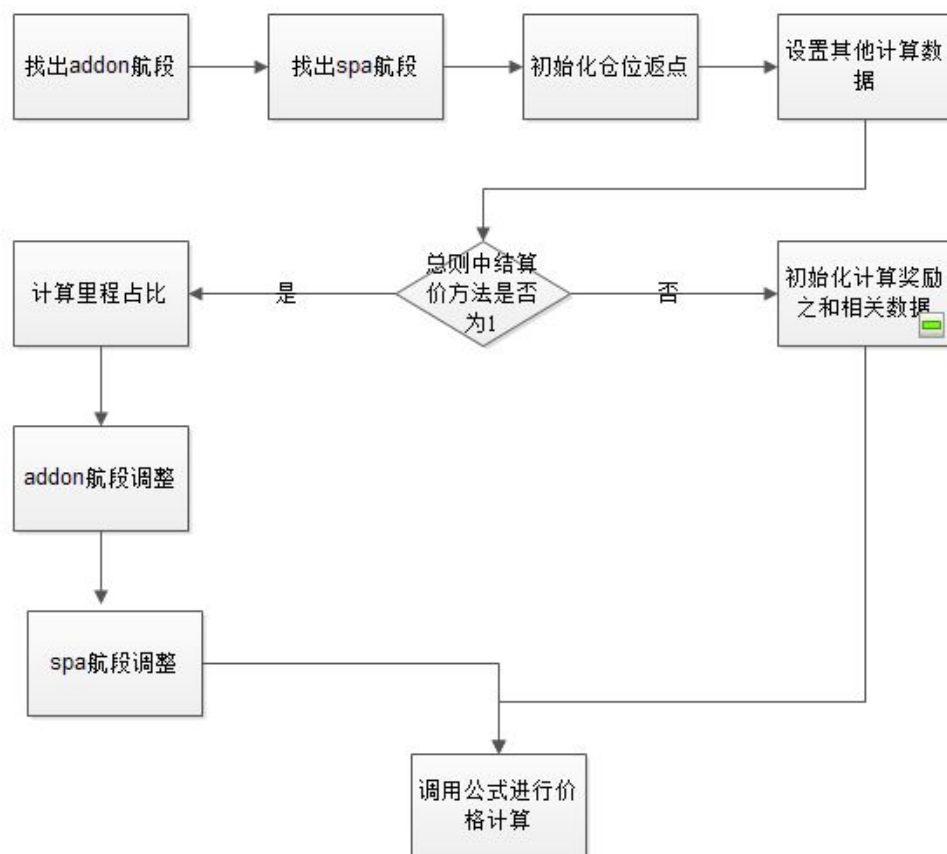 找出addon航段
找出spa航段
初始化仓位返点
设置其他计算数
据
总则中结算
价方法是否
为1
是
否
计算里程占比
初始化计算奖励
之和相关数据
addon航段调整
spa航段调整
调用公式进行价
格计算